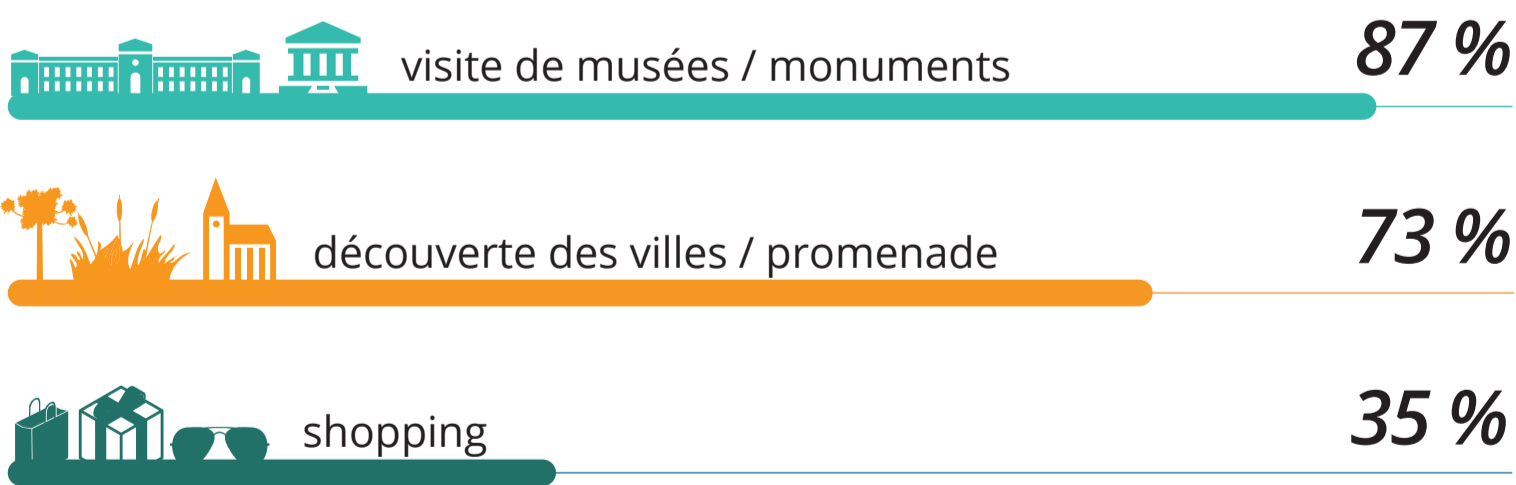 visite de musées / monuments 87 %
découverte des villes / promenade 73 %
shopping 35 %